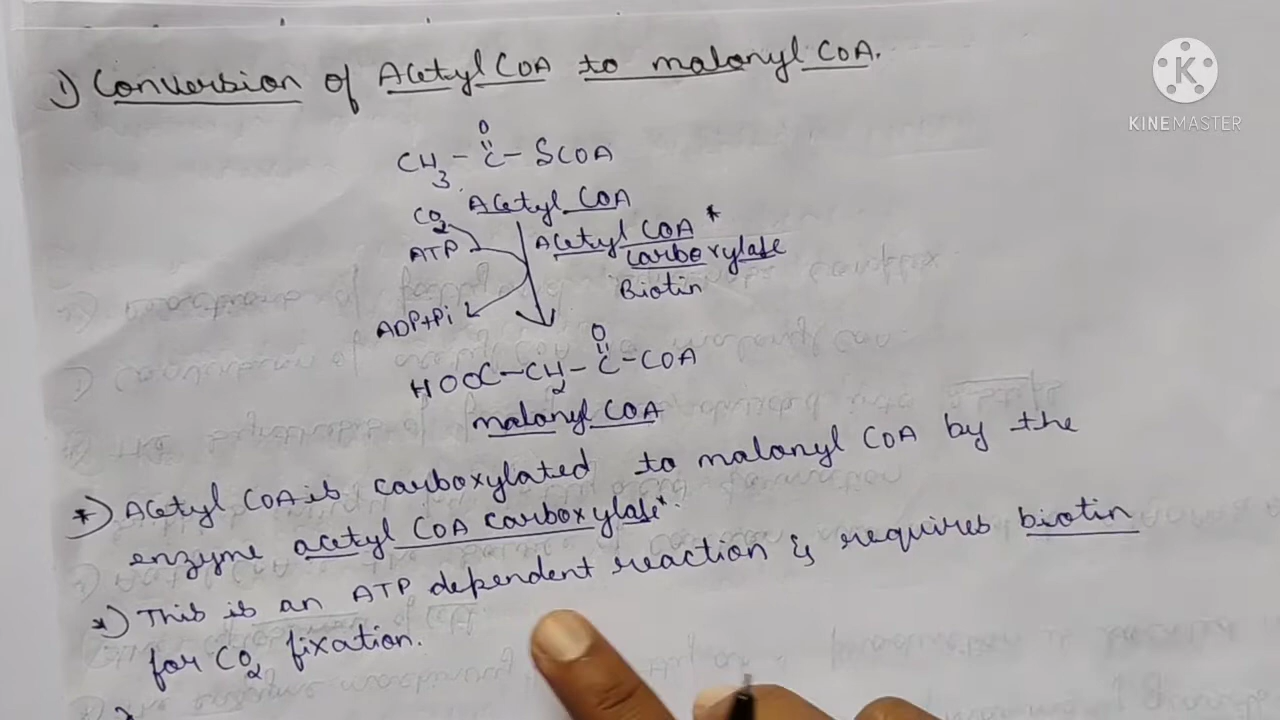 1) Conversion of Acetyl COA to malonyl COA.
KINEMASTER
O
CH3 - C - SCOA
Acetyl COA
CO2
ATP
Acetyl COA *
carboxylase
Biotin
ADP+Pi
O
HOOC - CH2 - C - COA
malonyl COA
*) Acetyl COA is carboxylated to malonyl COA by the
enzyme acetyl COA carboxylase*.
*) This is an ATP dependent reaction & requires biotin
for CO2 fixation.